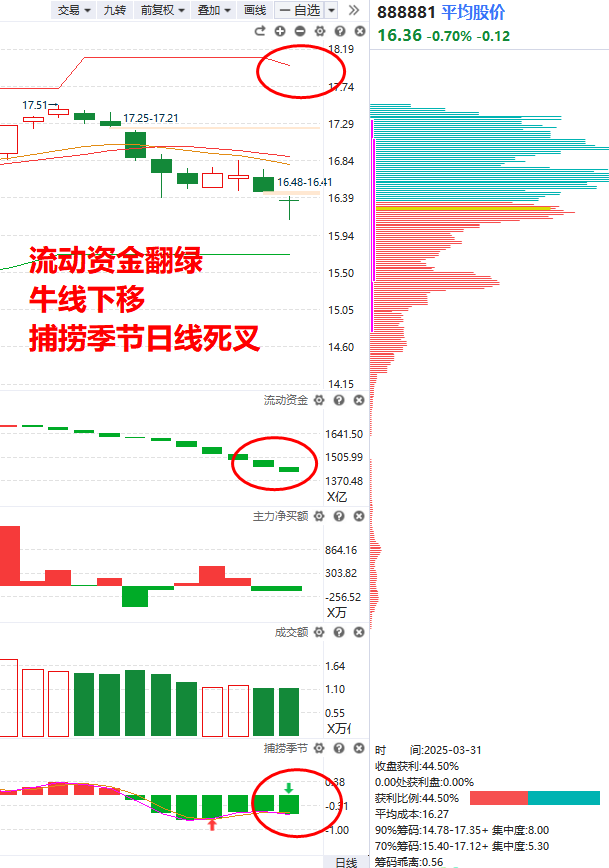 交易 九转 前复权 叠加 画线 一 自选
888881 平均股价
16.36 -0.70% -0.12
18.19
17.74
17.51
17.25-17.21
17.29
16.84
16.48-16.41
16.39
15.94
流动资金翻绿
15.50
牛线下移
15.05
捕捞季节日线死叉
14.60
14.15
流动资金
1641.50
1505.99
1370.48
X亿
主力净买额
864.16
303.82
-256.52
X万
成交额
1.64
1.10
0.55
X万亿
捕捞季节
0.38
-0.31
-1.00
日线
时 间:2025-03-31
收盘获利:44.50%
0.00处获利盘:0.00%
获利比例:44.50%
平均成本:16.27
90%筹码:14.78-17.35+ 集中度:8.00
70%筹码:15.40-17.12+ 集中度:5.30
筹码乖离:0.56